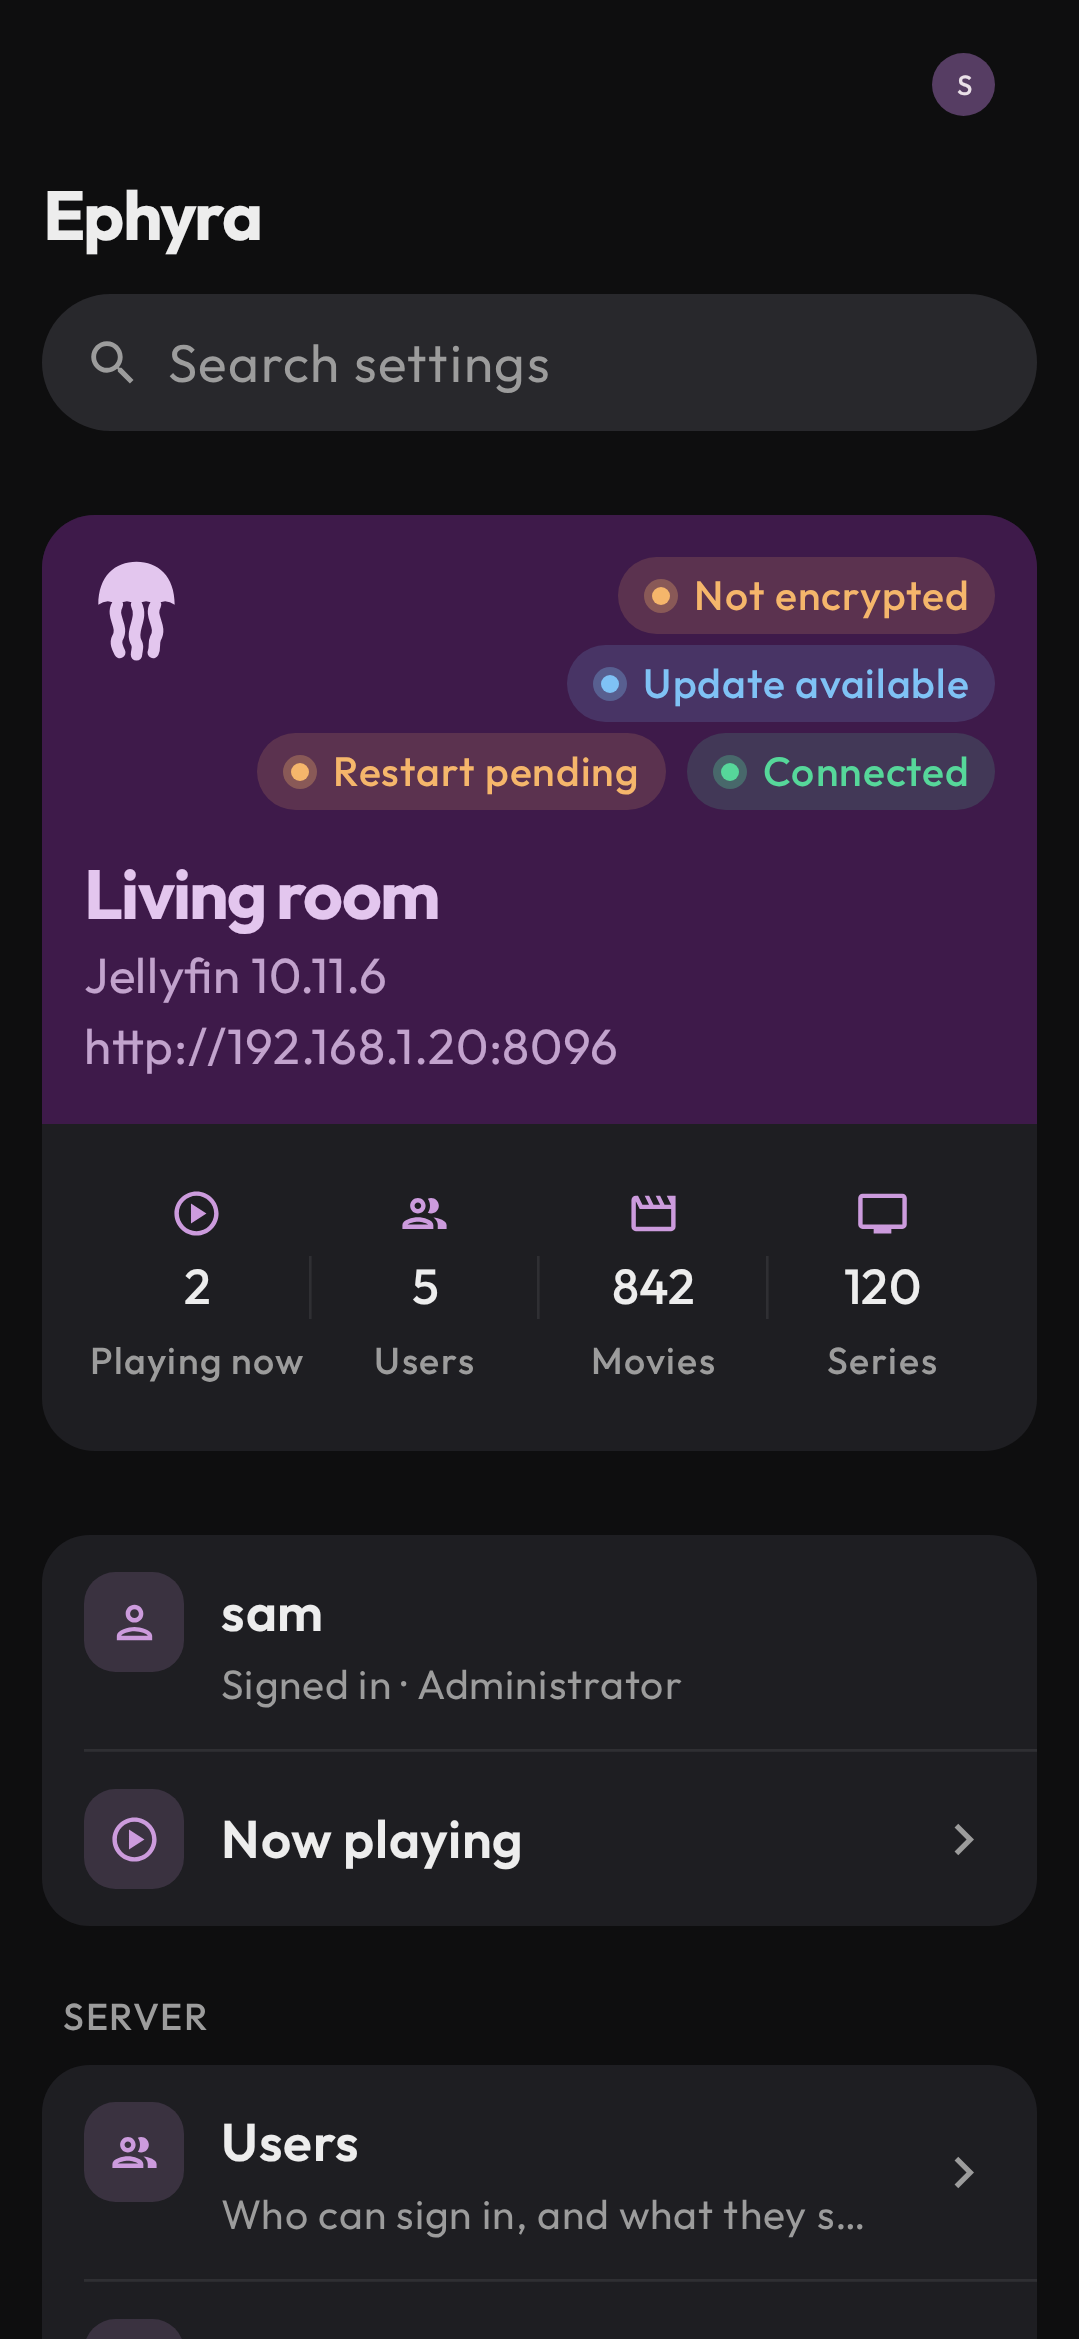 S
Ephyra
Search settings
Not encrypted
Update available
Restart pending
Connected
Living room
Jellyfin 10.11.6
http://192.168.1.20:8096
2
Playing now
5
Users
842
Movies
120
Series
sam
Signed in · Administrator
Now playing
SERVER
Users
Who can sign in, and what they s…